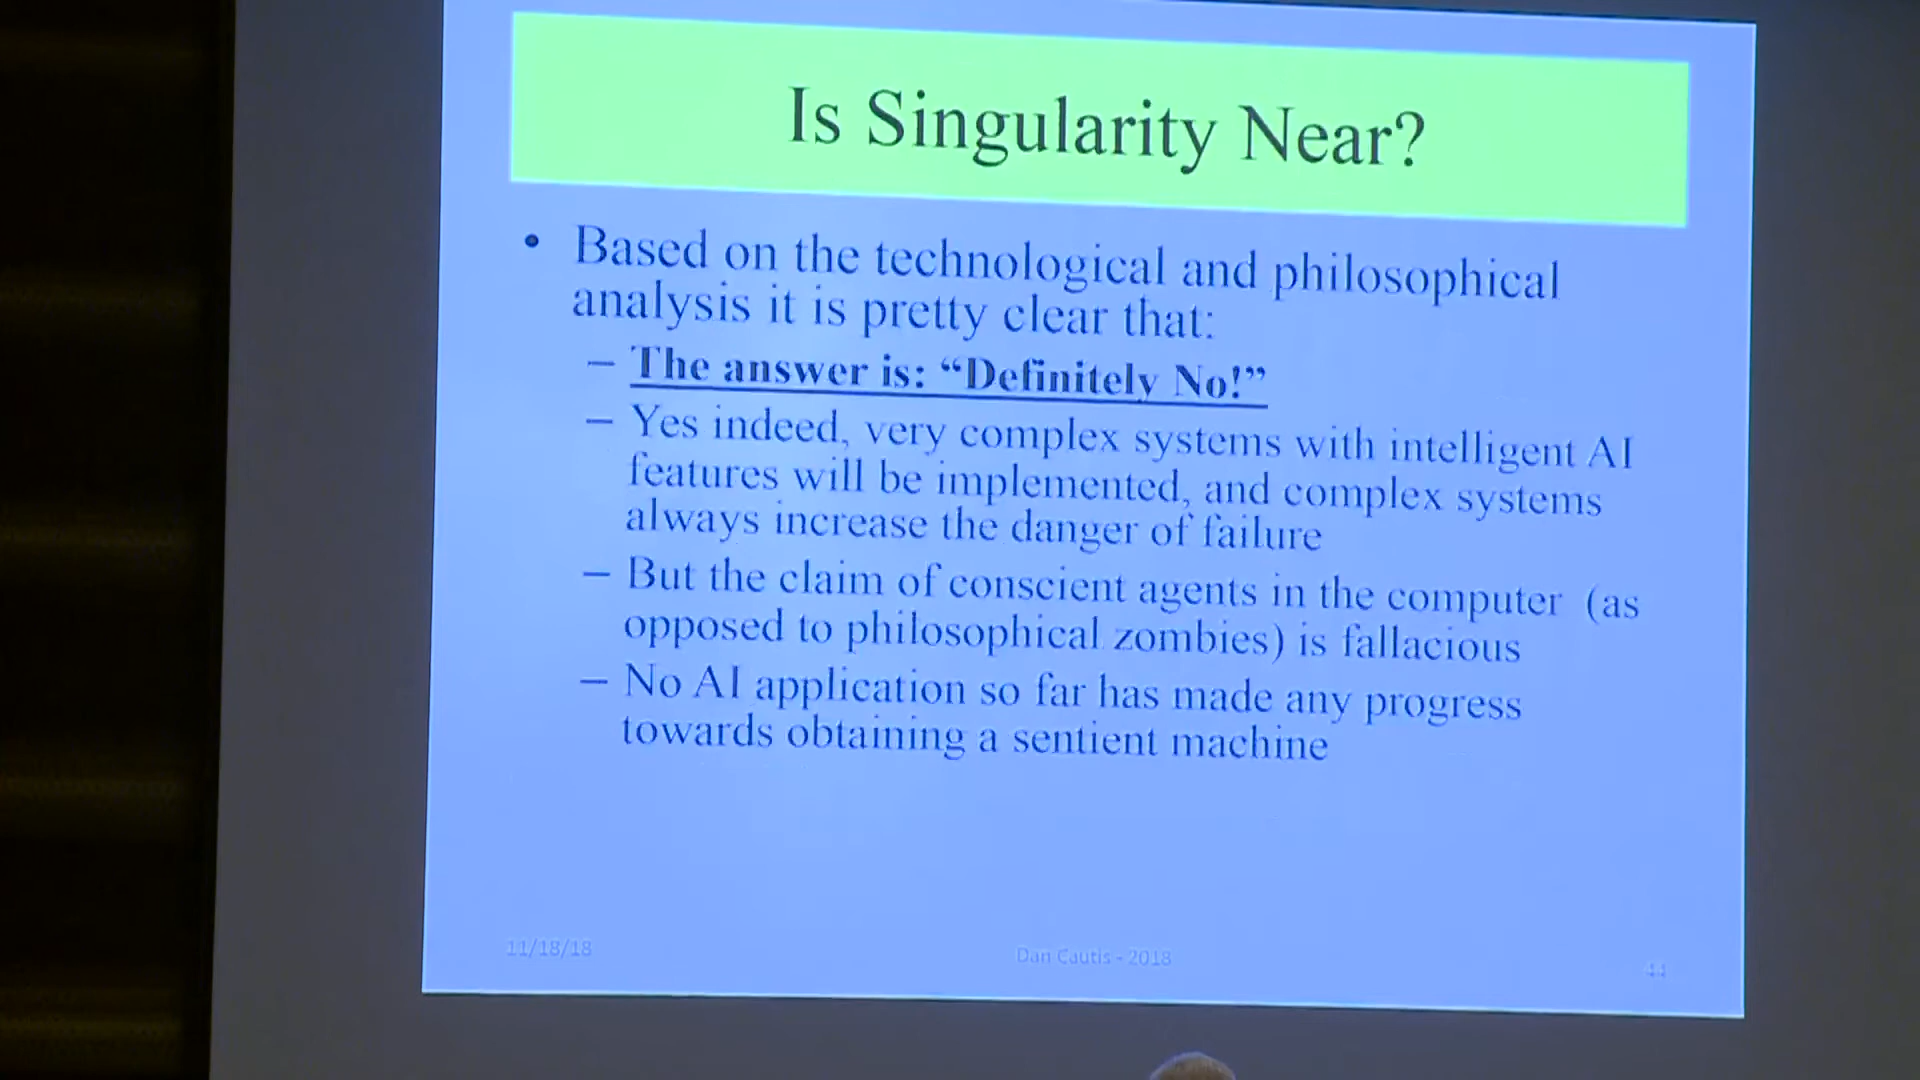 Is Singularity Near?
• Based on the technological and philosophical
analysis it is pretty clear that:
– The answer is: “Definitely No!”
– Yes indeed, very complex systems with intelligent AI
features will be implemented, and complex systems
always increase the danger of failure
– But the claim of conscient agents in the computer (as
opposed to philosophical zombies) is fallacious
– No AI application so far has made any progress
towards obtaining a sentient machine
11/18/18
Dan Cautis - 2018
44